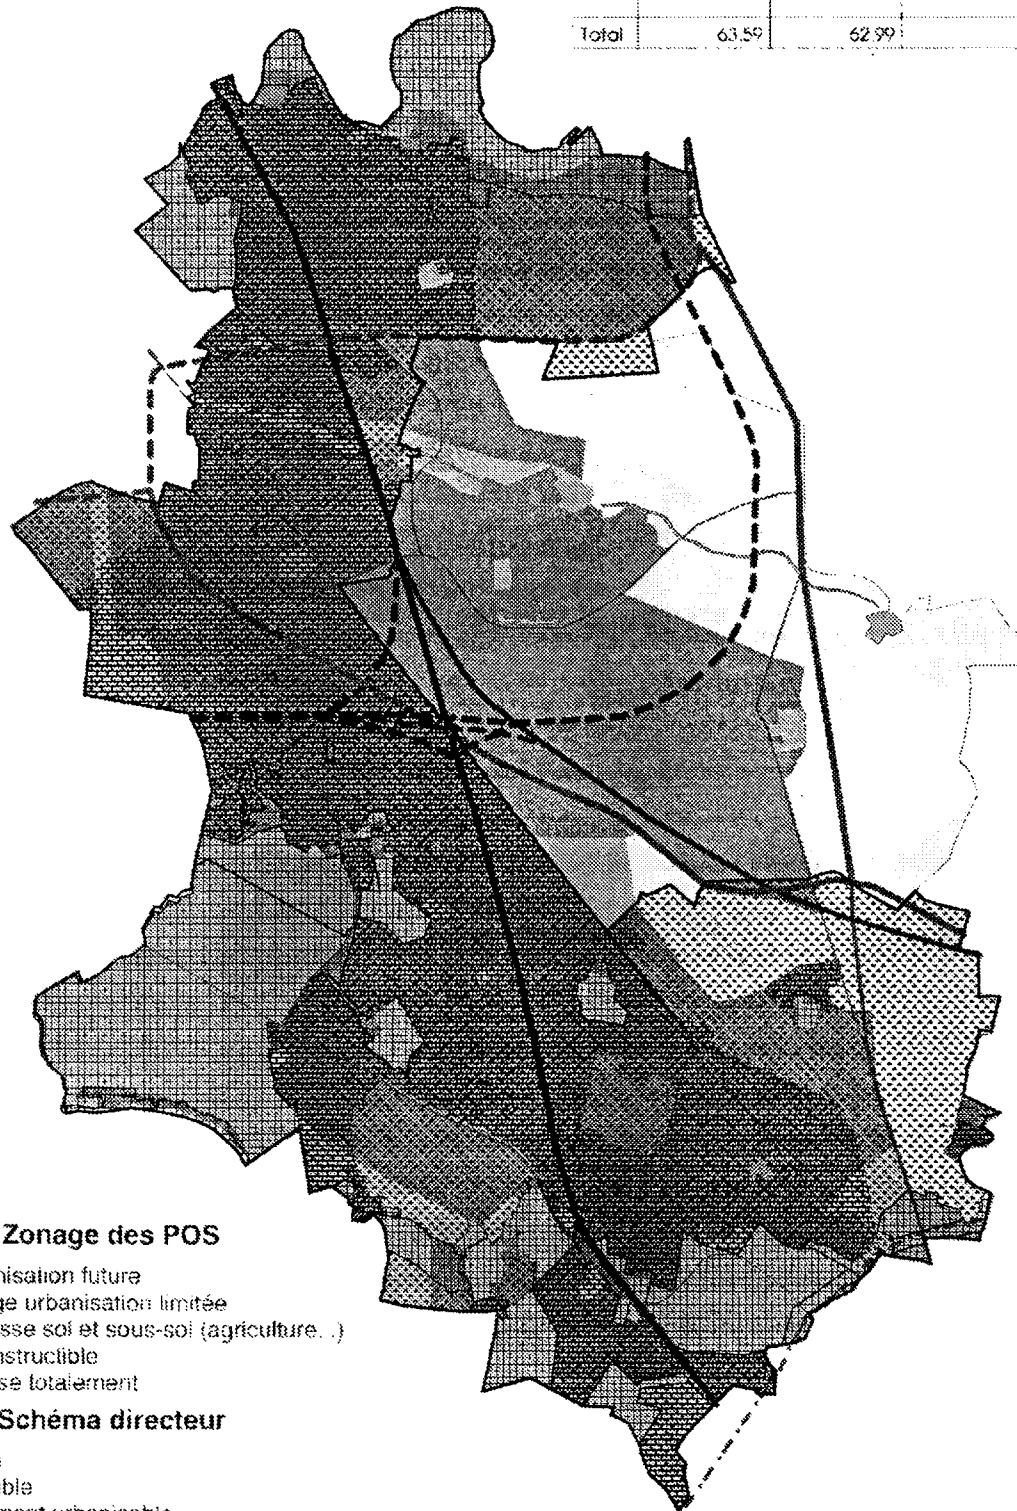 Total 63.59 62.99
Zonage des POS
nisation future
ge urbanisation limitée
sse sol et sous-sol (agriculture. .)
nstructible
se totalement
Schéma directeur
ble